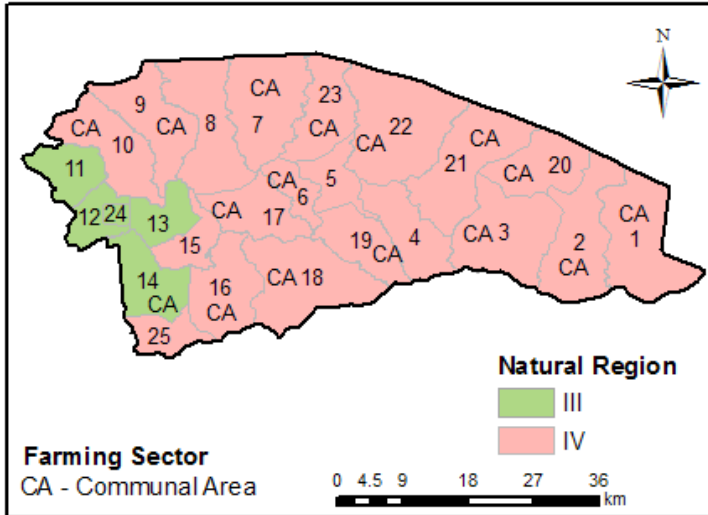 N
9
CA
23
CA
CA
8
7
CA
CA
22
CA
10
CA
11
21
CA
20
CA
5
12
24
13
CA
6
CA
17
CA
3
2
1
15
19
CA
4
CA
14
CA
16
CA
CA
18
25
Natural Region
III
IV
Farming Sector
CA - Communal Area
0 4.5 9 18 27 36
km